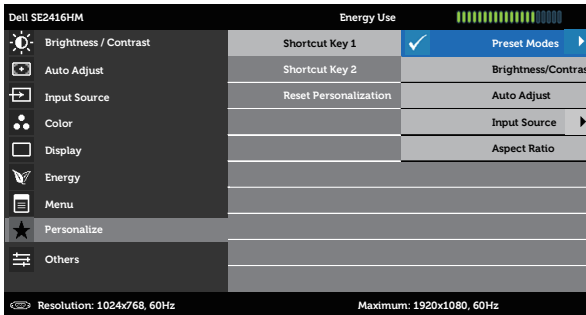 Dell SE2416HM Energy Use
Brightness / Contrast Shortcut Key 1 Preset Modes
Auto Adjust Shortcut Key 2 Brightness/Contras
Input Source Reset Personalization Auto Adjust
Color Input Source
Display Aspect Ratio
Energy
Menu
Personalize
Others
Resolution: 1024x768, 60Hz Maximum: 1920x1080, 60Hz